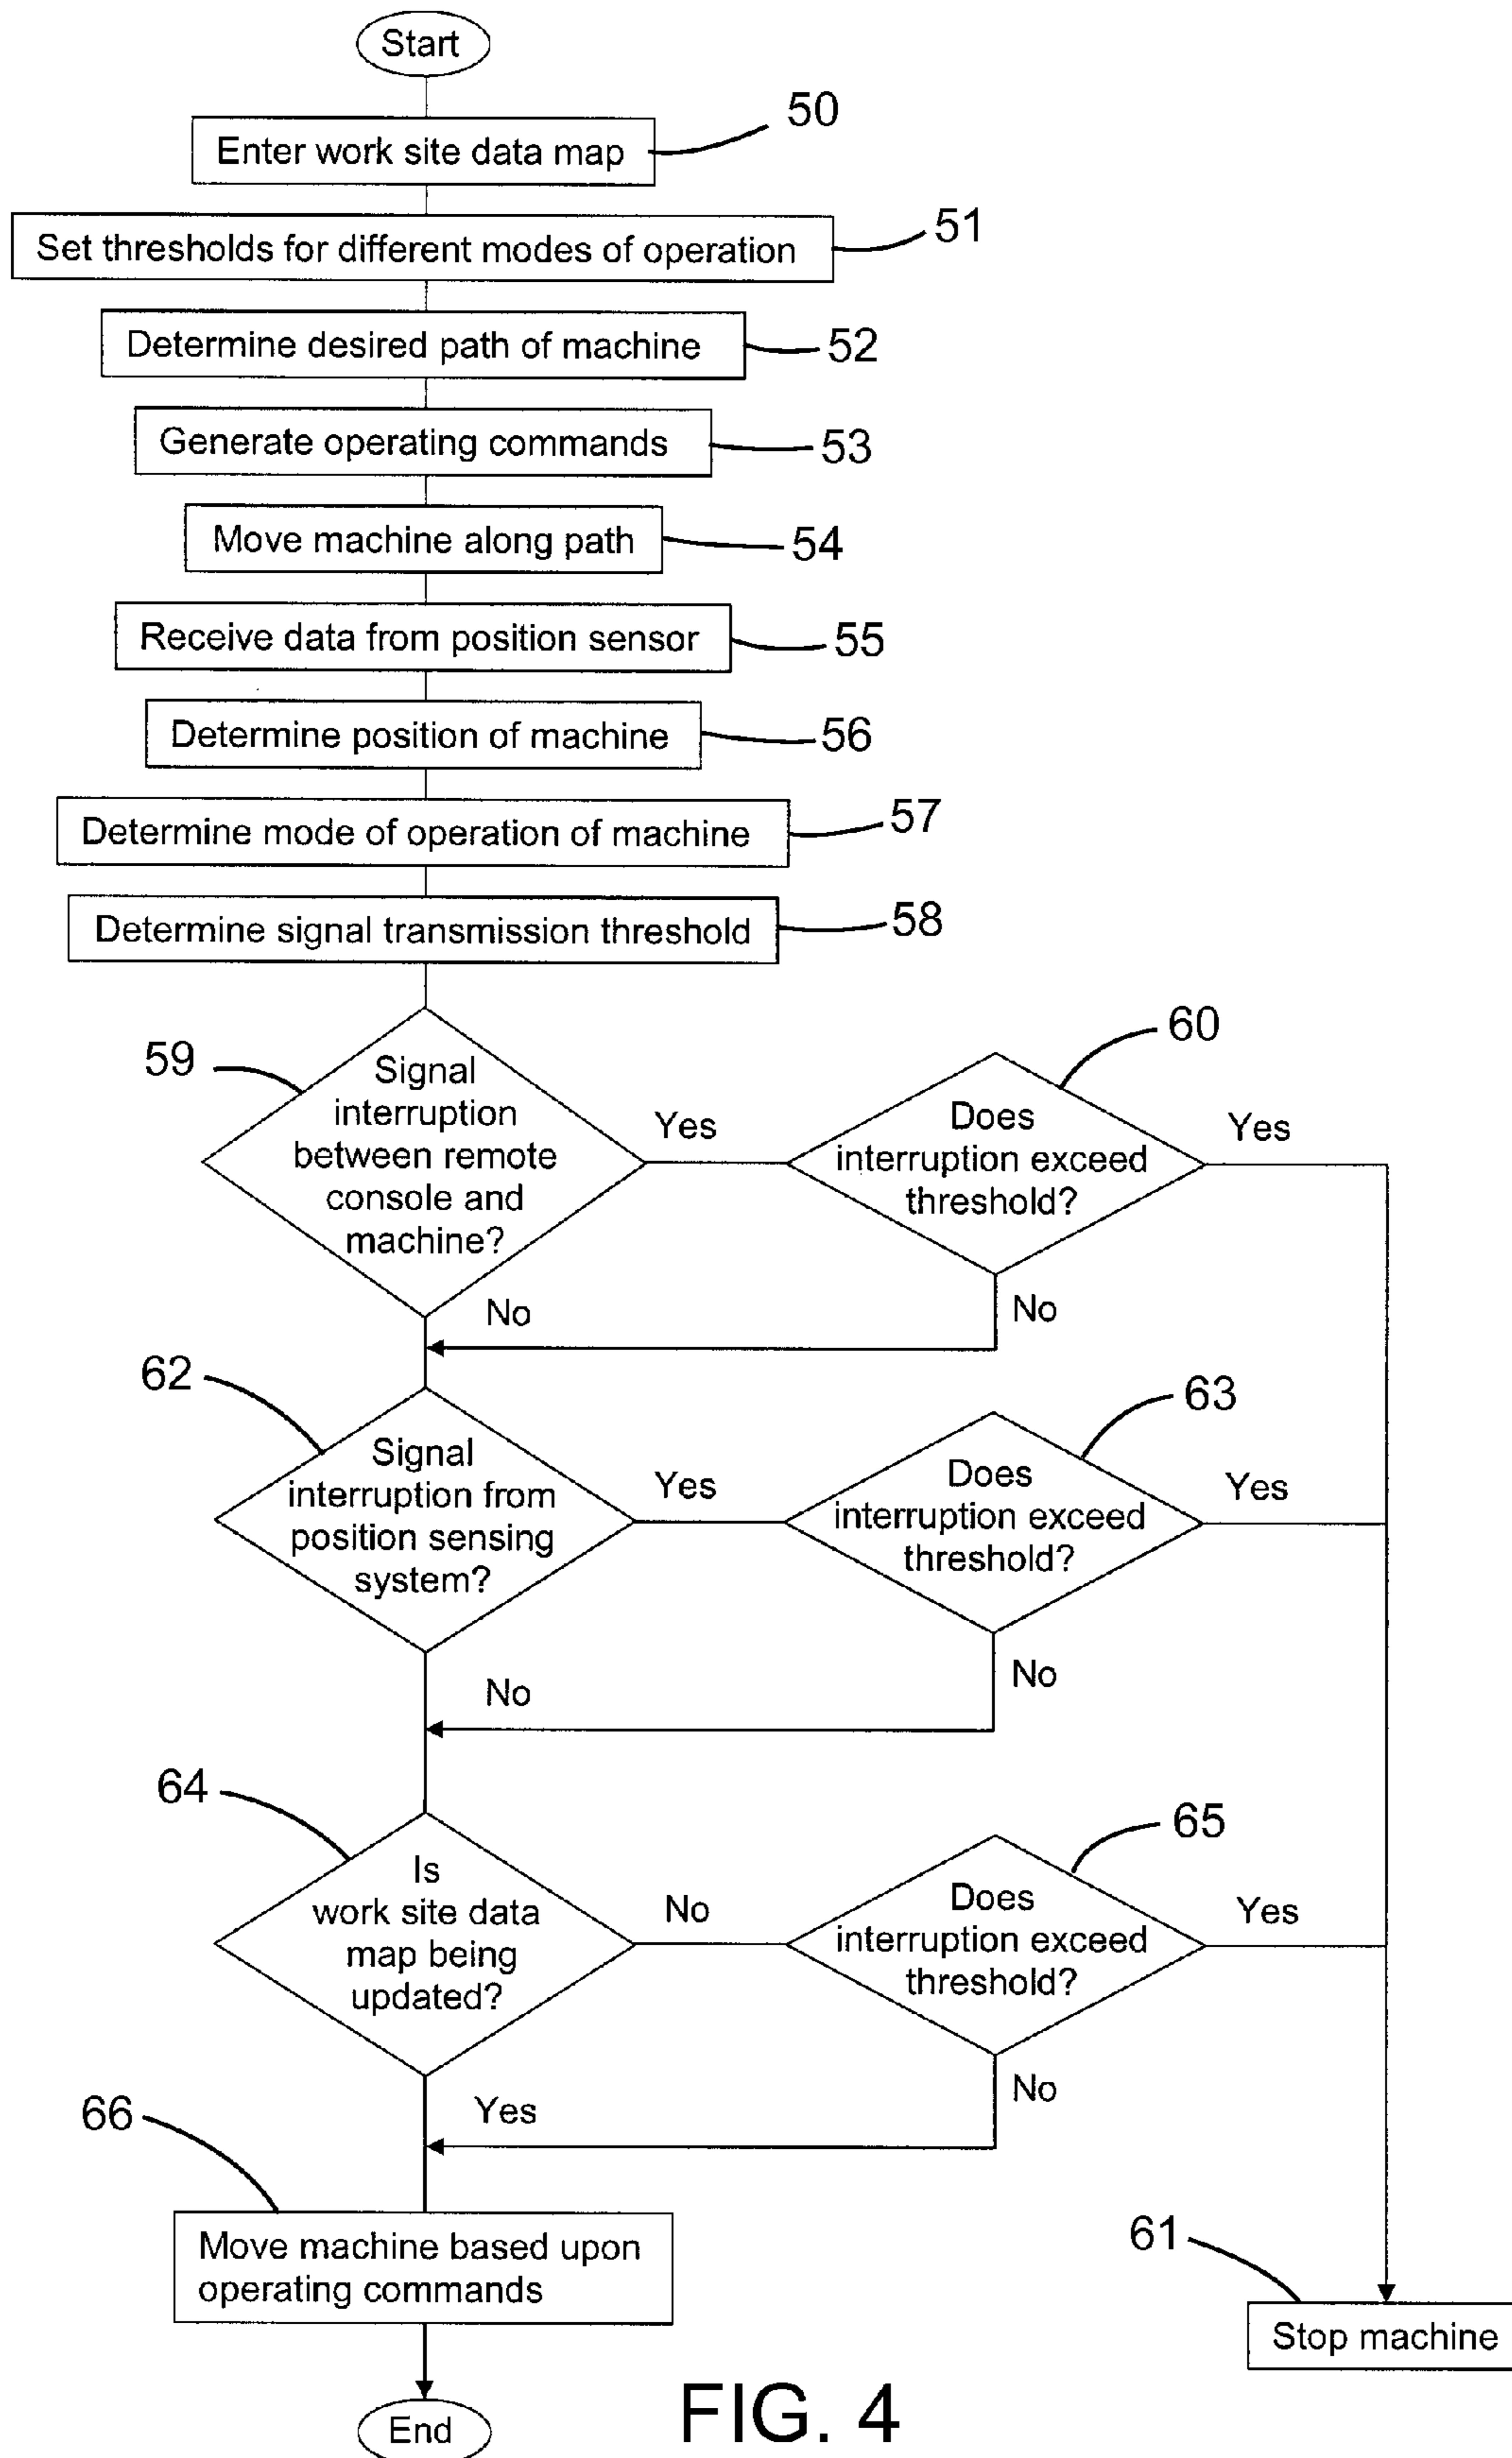 Start
50
Enter work site data map
51
Set thresholds for different modes of operation
Determine desired path of machine
52
Generate operating commands
53
Move machine along path
54
Receive data from position sensor
55
Determine position of machine
56
57
Determine mode of operation of machine
58
Determine signal transmission threshold
59
Signal
interruption
between remote
console and
machine?
Yes
No
60
Does
interruption exceed
threshold?
Yes
No
62
Signal
interruption from
position sensing
system?
Yes
No
63
Does
interruption exceed
threshold?
Yes
No
64
Is
work site data
map being
updated?
No
Yes
65
Does
interruption exceed
threshold?
Yes
No
66
Move machine based upon
operating commands
61
Stop machine
End
FIG. 4